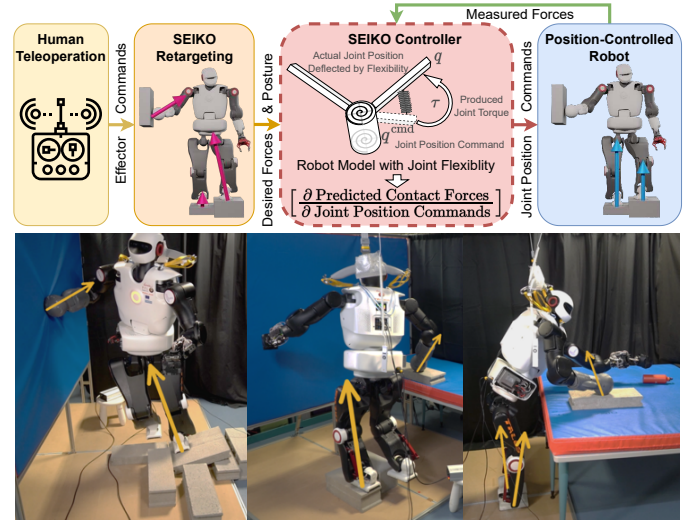 Measured Forces
Human
Teleoperation
Effector Commands
SEIKO
Retargeting
Desired Forces & Posture
SEIKO Controller
Actual Joint Position
Deflected by Flexibility
q
τ
Produced
Joint Torque
q^cmd
Joint Position Command
Robot Model with Joint Flexiblity
[∂ Predicted Contact Forces
∂ Joint Position Commands]
Joint Position Commands
Position-Controlled
Robot